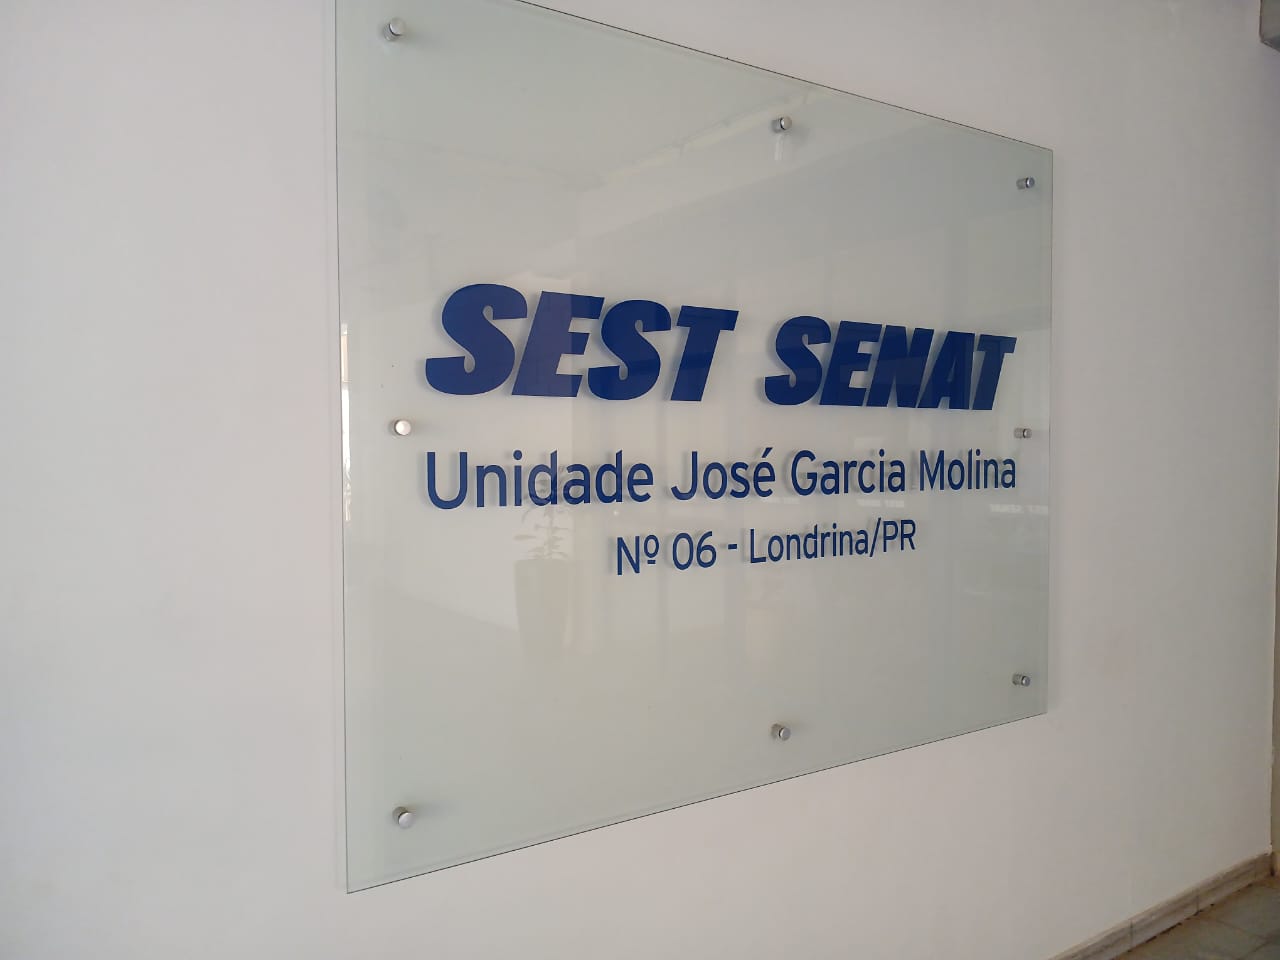 SEST SENAT
Unidade José Garcia Molina
Nº 06 - Londrina/PR